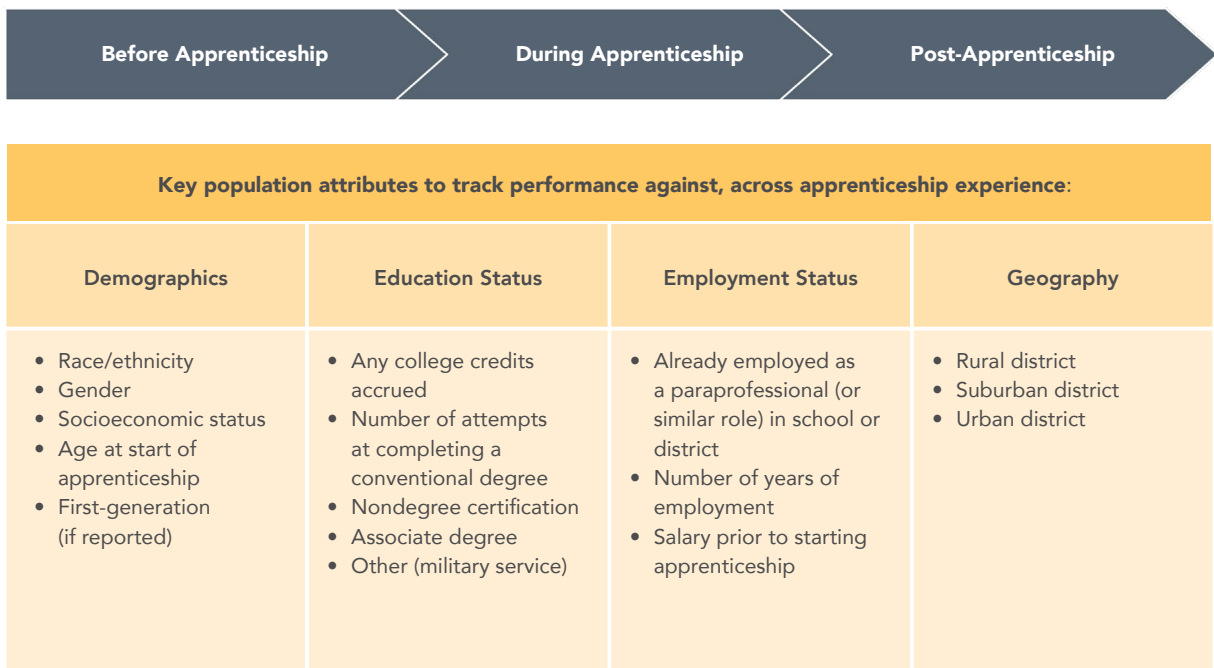 Before Apprenticeship
During Apprenticeship
Post-Apprenticeship
Key population attributes to track performance against, across apprenticeship experience:
Demographics
Education Status
Employment Status
Geography
• Race/ethnicity
• Gender
• Socioeconomic status
• Age at start of
apprenticeship
• First-generation
(if reported)
• Any college credits
accrued
• Number of attempts
at completing a
conventional degree
• Nondegree certification
• Associate degree
• Other (military service)
• Already employed as
a paraprofessional (or
similar role) in school or
district
• Number of years of
employment
• Salary prior to starting
apprenticeship
• Rural district
• Suburban district
• Urban district